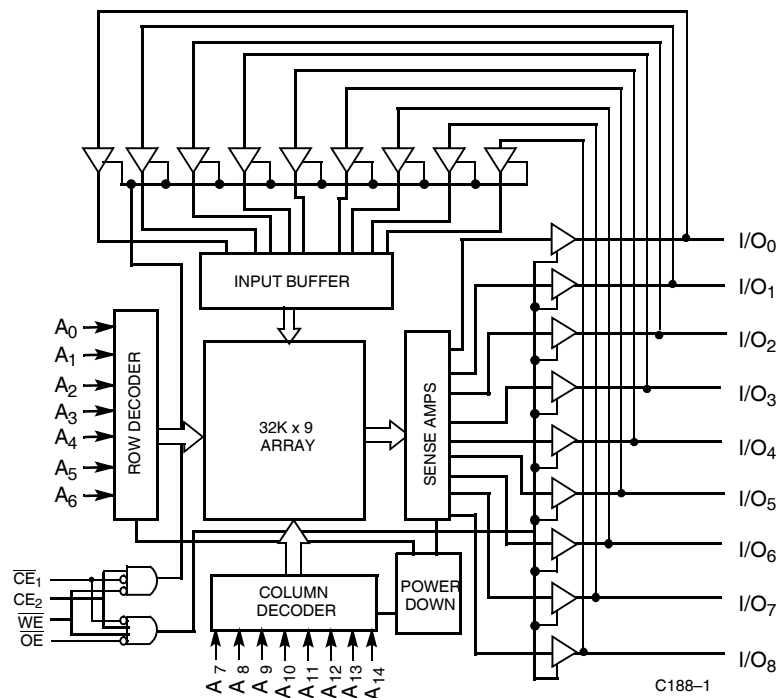 INPUT BUFFER
I/O0
I/O1
I/O2
I/O3
I/O4
I/O5
I/O6
I/O7
I/O8
A0
A1
A2
A3
A4
A5
A6
ROW DECODER
32K x 9
ARRAY
SENSE AMPS
CE1
CE2
WE
OE
COLUMN
DECODER
POWER
DOWN
A7
A8
A9
A10
A11
A12
A13
A14
C188–1